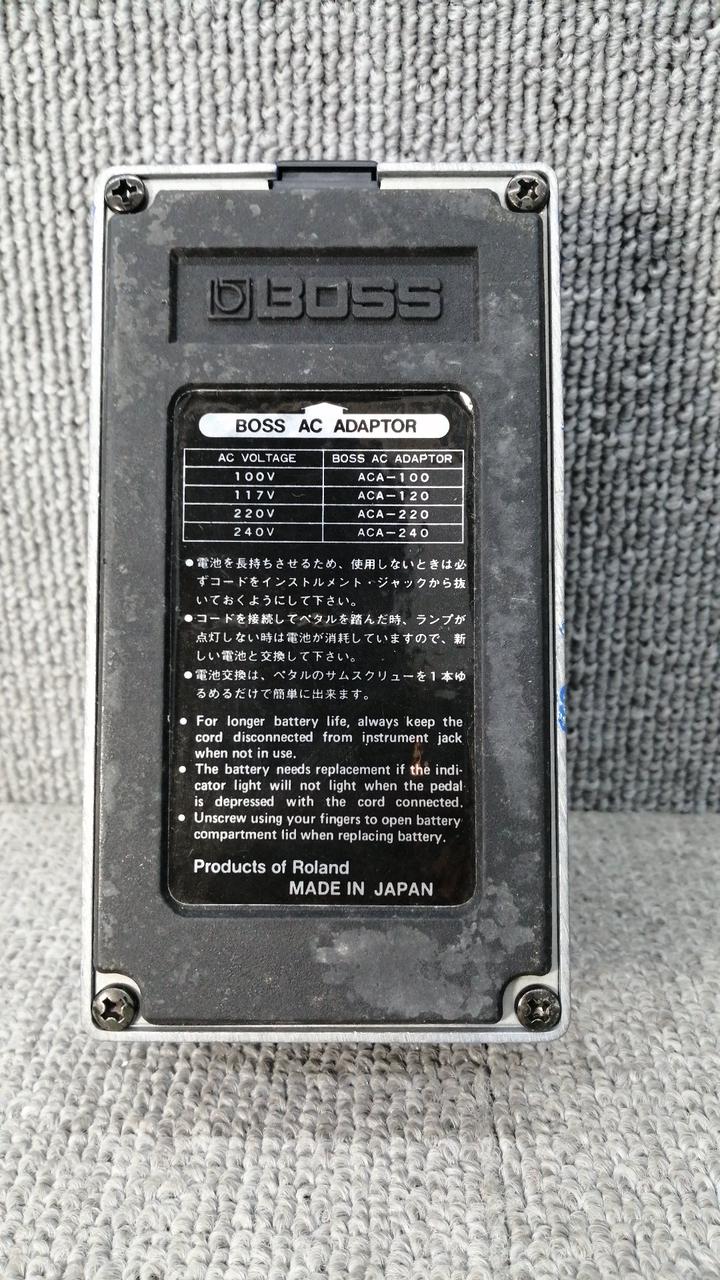 BOSS
BOSS AC ADAPTOR
AC VOLTAGE BOSS AC ADAPTOR
100V ACA-100
117V ACA-120
220V ACA-220
240V ACA-240
●電池を長持ちさせるため、使用しないときは必
ずコードをインストルメント・ジャックから抜
いておくようにして下さい。
●コードを接続してペダルを踏んだ時、ランプが
点灯しない時は電池が消耗していますので、新
しい電池と交換して下さい。
●電池交換は、ペダルのサムスクリューを1本ゆ
るめるだけで簡単に出来ます。
● For longer battery life, always keep the
cord disconnected from instrument jack
when not in use.
● The battery needs replacement if the indi-
cator light will not light when the pedal
is depressed with the cord connected.
● Unscrew using your fingers to open battery
compartment lid when replacing battery.
Products of Roland
MADE IN JAPAN